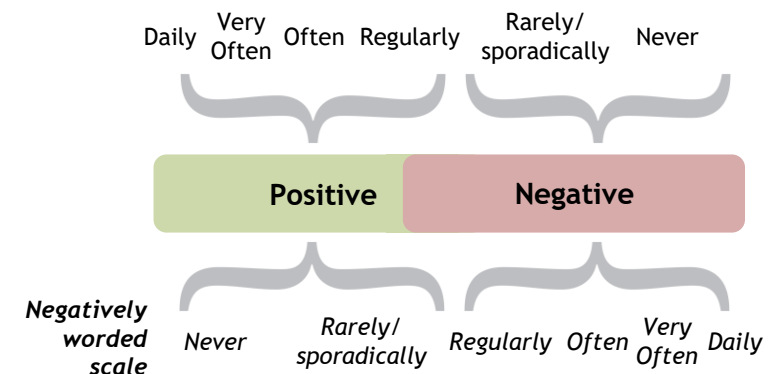 Daily Very Often Often Regularly Rarely/ sporadically Never
Positive Negative
Negatively worded scale
Never Rarely/ sporadically Regularly Often Very Often Daily